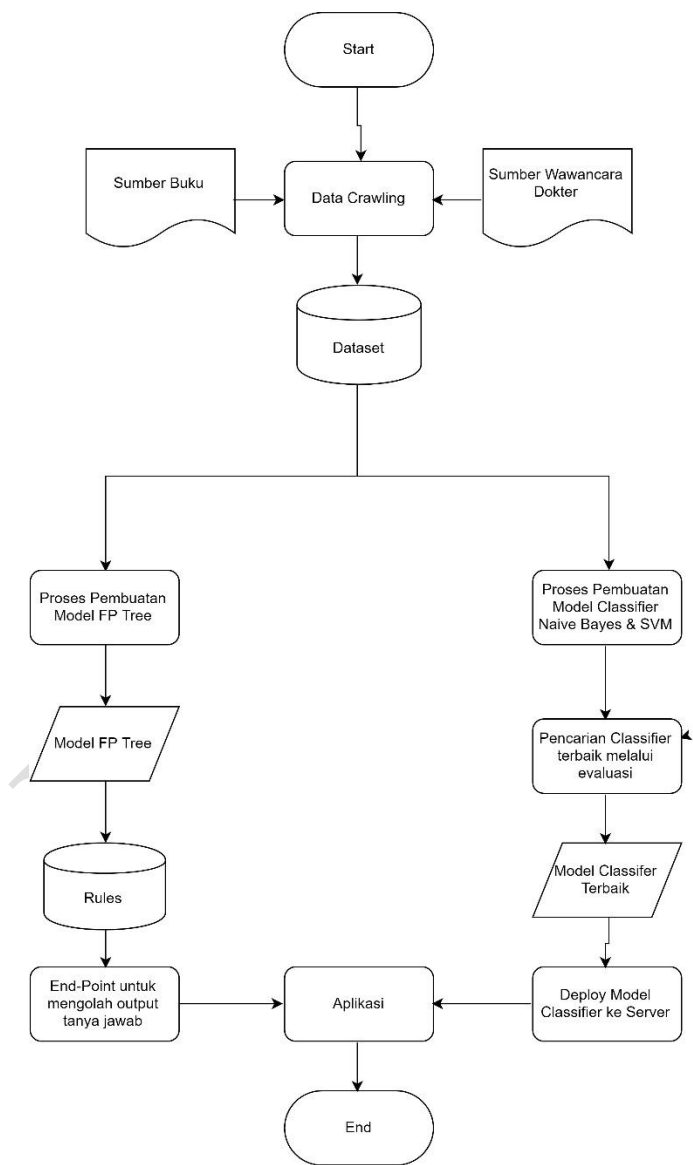 Start
Sumber Buku
Data Crawling
Sumber Wawancara
Dokter
Dataset
Proses Pembuatan
Model FP Tree
Proses Pembuatan
Model Classifier
Naive Bayes & SVM
Model FP Tree
Pencarian Classifier
terbaik melalui
evaluasi
Rules
Model Classifer
Terbaik
End-Point untuk
mengolah output
tanya jawab
Aplikasi
Deploy Model
Classifier ke Server
End